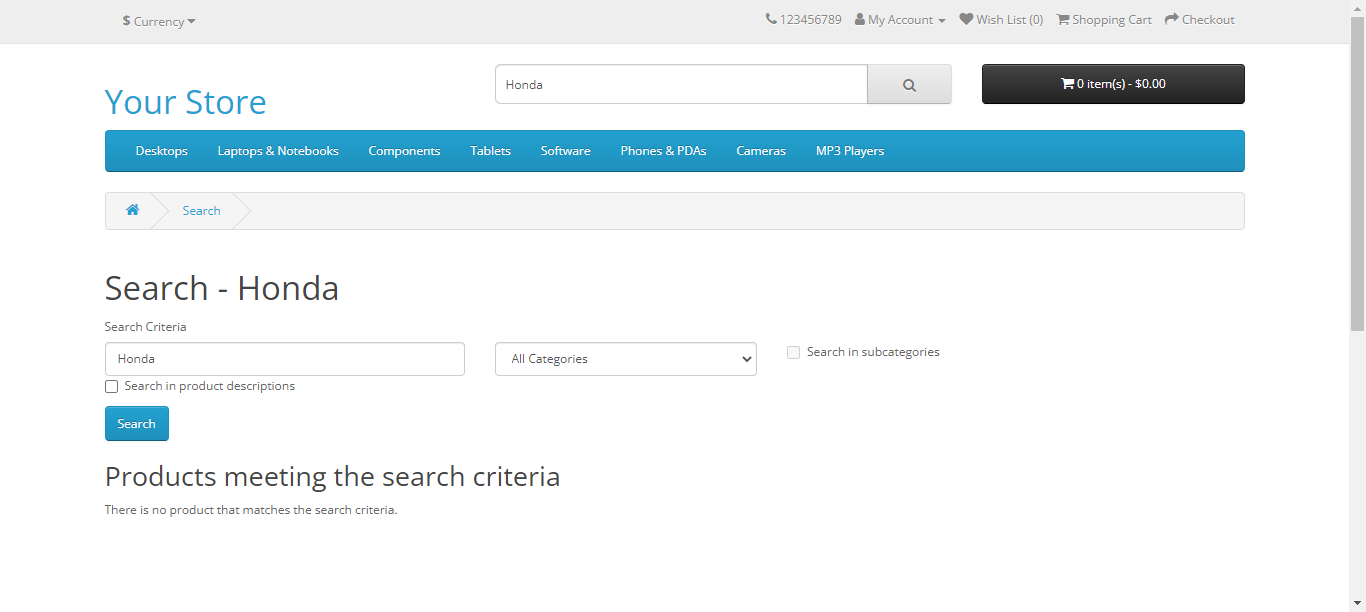 $ Currency
123456789 My Account Wish List (0) Shopping Cart Checkout
Your Store
Honda
0 item(s) - $0.00
Desktops Laptops & Notebooks Components Tablets Software Phones & PDAs Cameras MP3 Players
Search
Search - Honda
Search Criteria
Honda All Categories Search in subcategories
Search in product descriptions
Search
Products meeting the search criteria
There is no product that matches the search criteria.